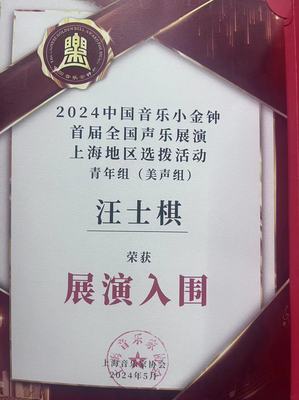 2024中国音乐小金钟
首届全国声乐展演
上海地区选拨活动
青年组（美声组）
汪士棋
荣获
展演入围
上海音乐家协会
2024年5月